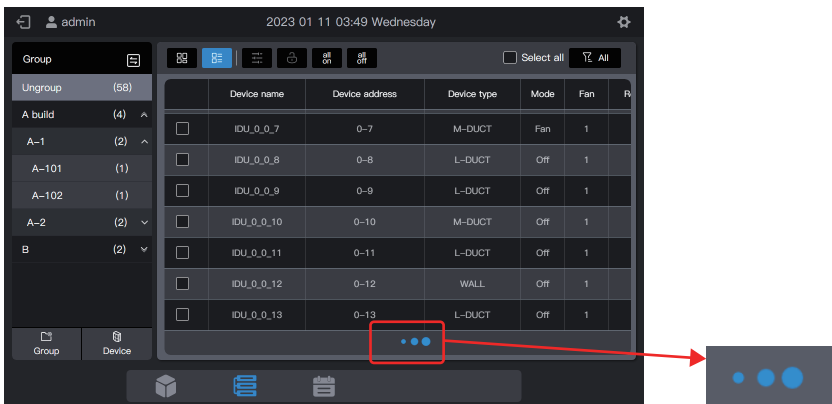 admin
2023 01 11 03:49 Wednesday
Group
all on
all off
Select all
All
Ungroup (58)
A build (4)
A-1 (2)
A-101 (1)
A-102 (1)
A-2 (2)
B (2)
Device name Device address Device type Mode Fan
IDU_0_0_7 0-7 M-DUCT Fan 1
IDU_0_0_8 0-8 L-DUCT Off 1
IDU_0_0_9 0-9 L-DUCT Off 1
IDU_0_0_10 0-10 M-DUCT Off 1
IDU_0_0_11 0-11 L-DUCT Off 1
IDU_0_0_12 0-12 WALL Off 1
IDU_0_0_13 0-13 L-DUCT Off 1
Group
Device